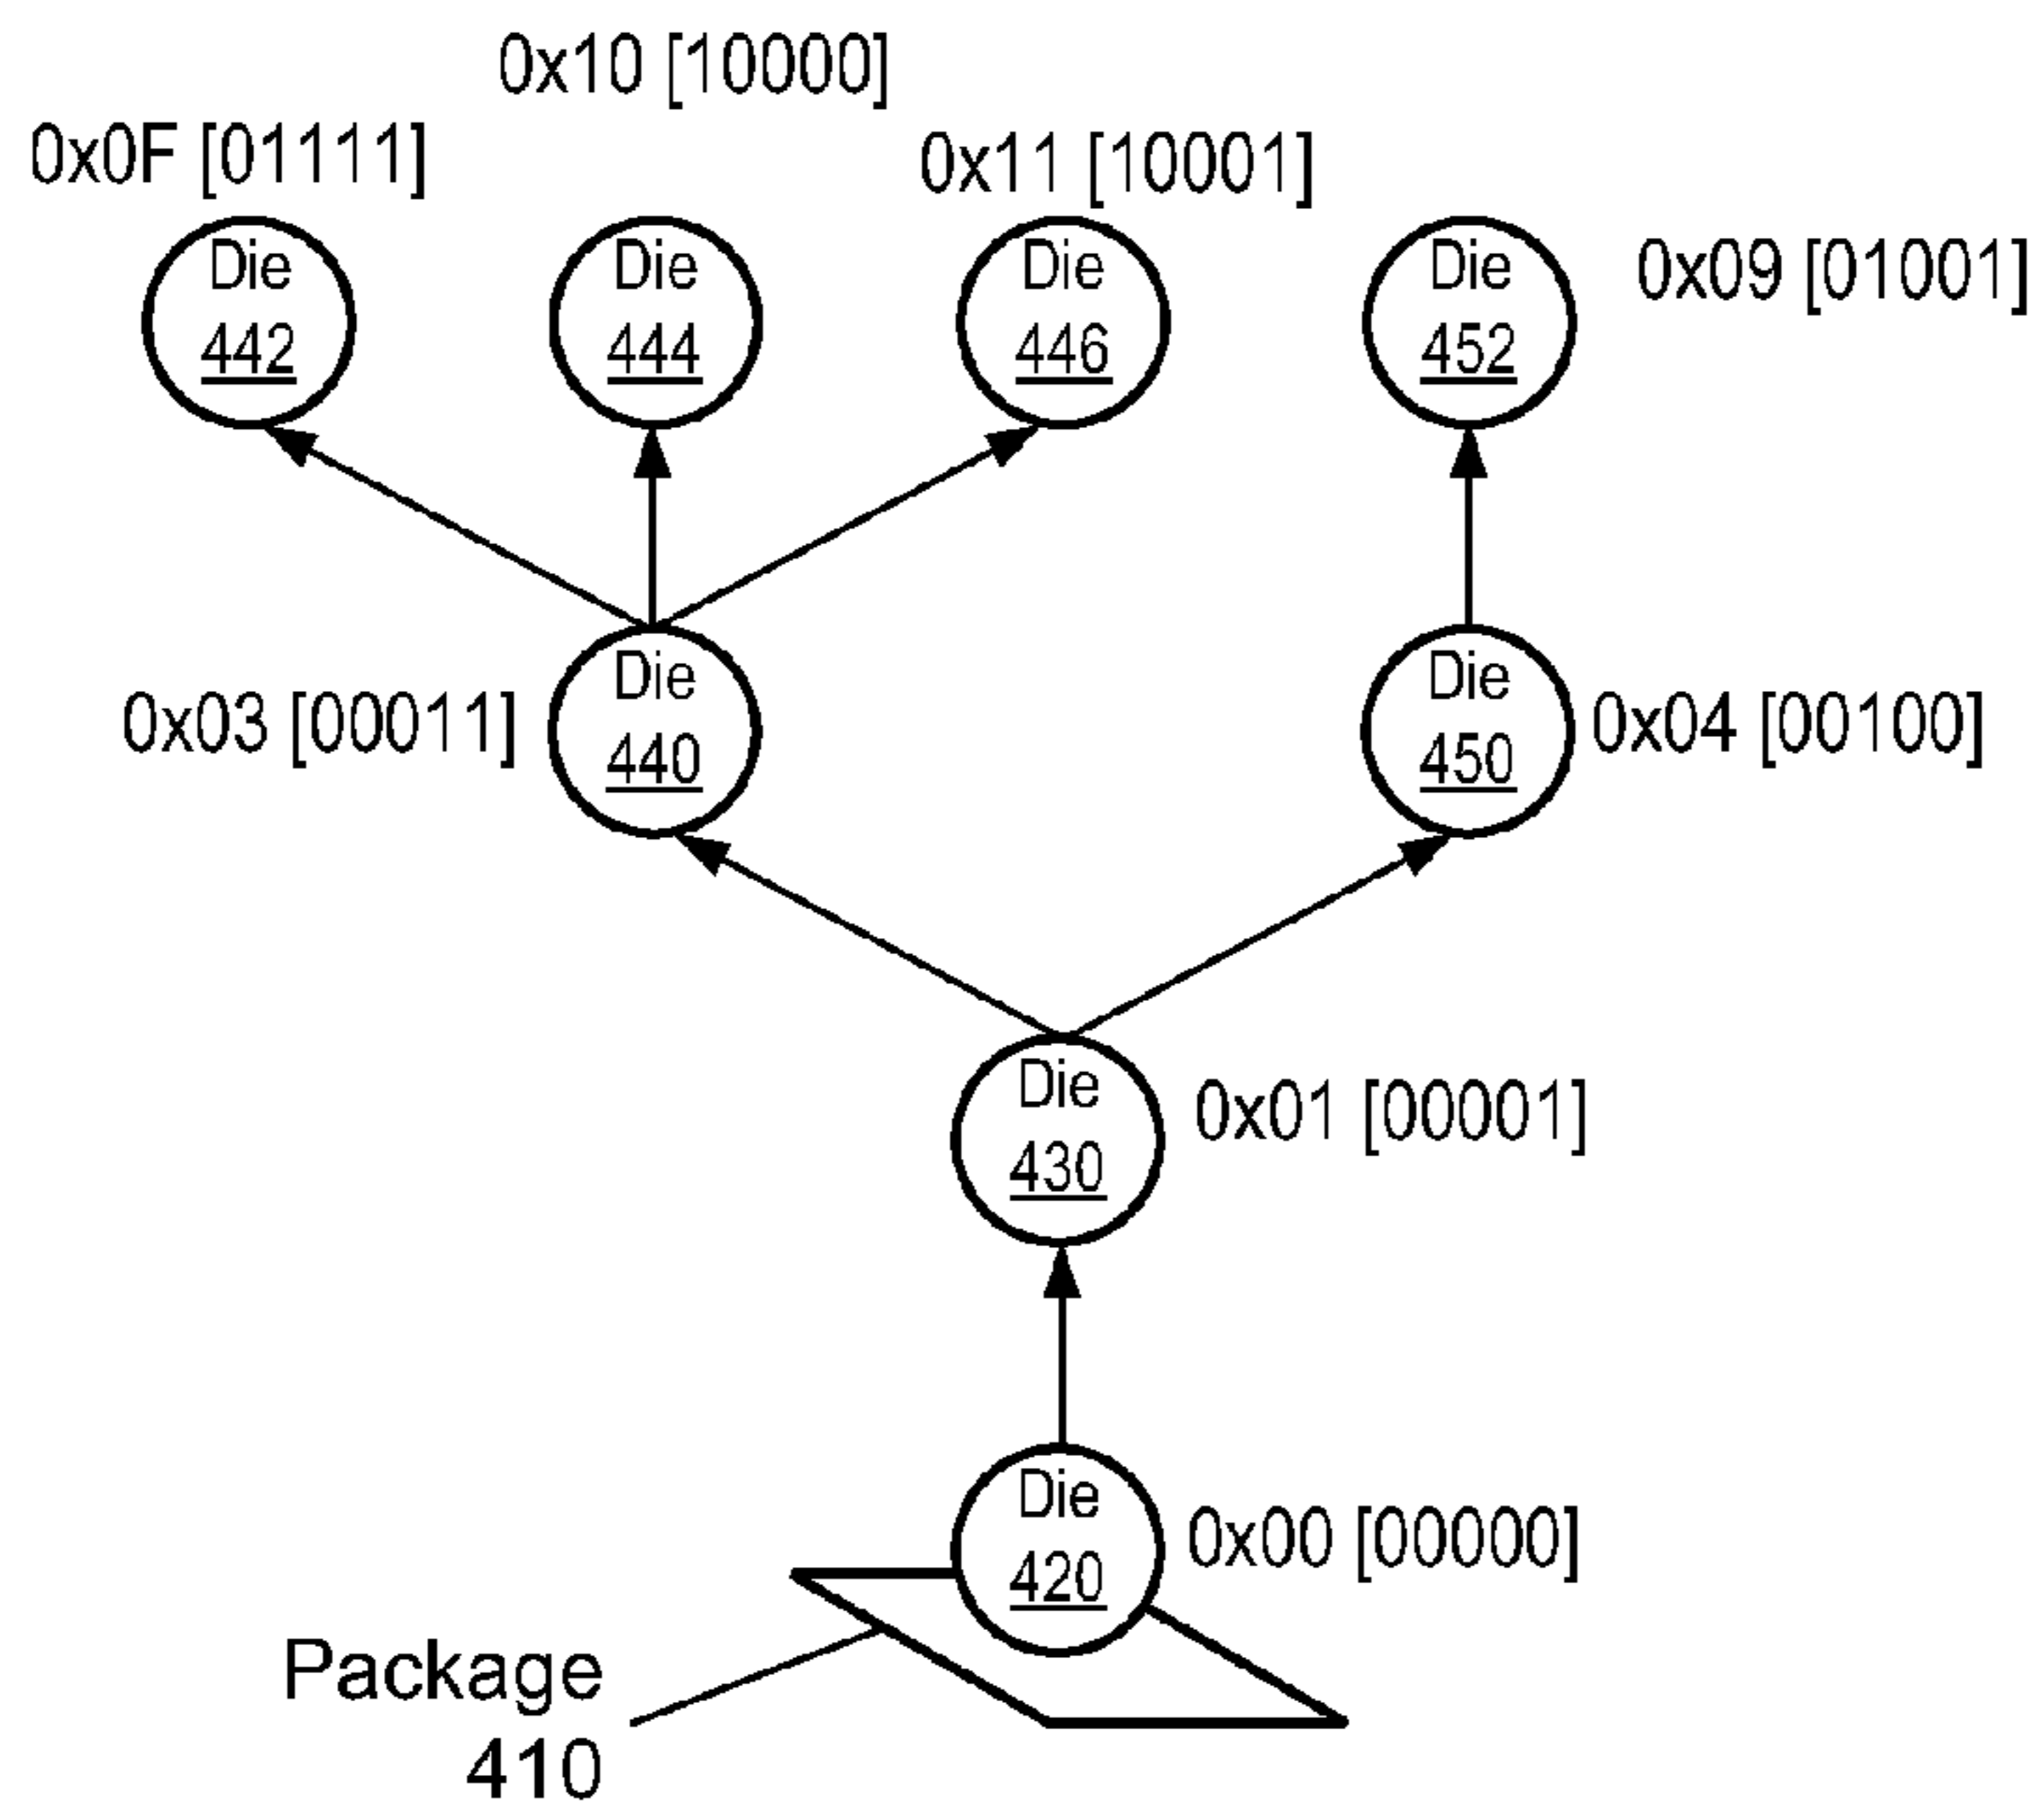 0x10 [10000]
0x0F [01111]
0x11 [10001]
0x09 [01001]
Die
442
Die
444
Die
446
Die
452
0x03 [00011]
Die
440
Die
450
0x04 [00100]
Die
430
0x01 [00001]
Die
420
0x00 [00000]
Package
410